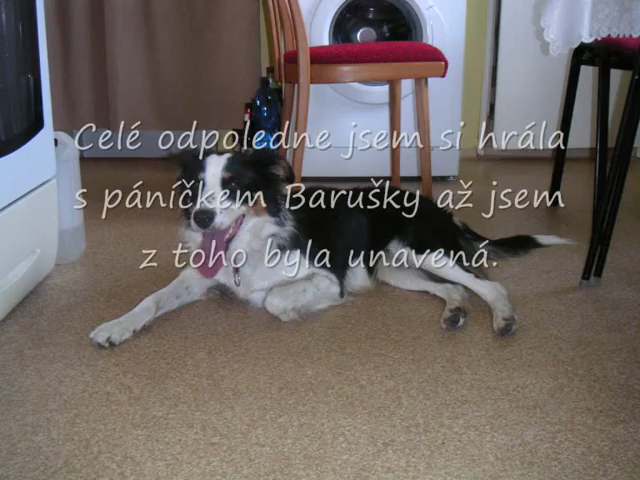 Celé odpoledne jsem si hrála
s páníčkem Barušky až jsem
z toho byla unavená.